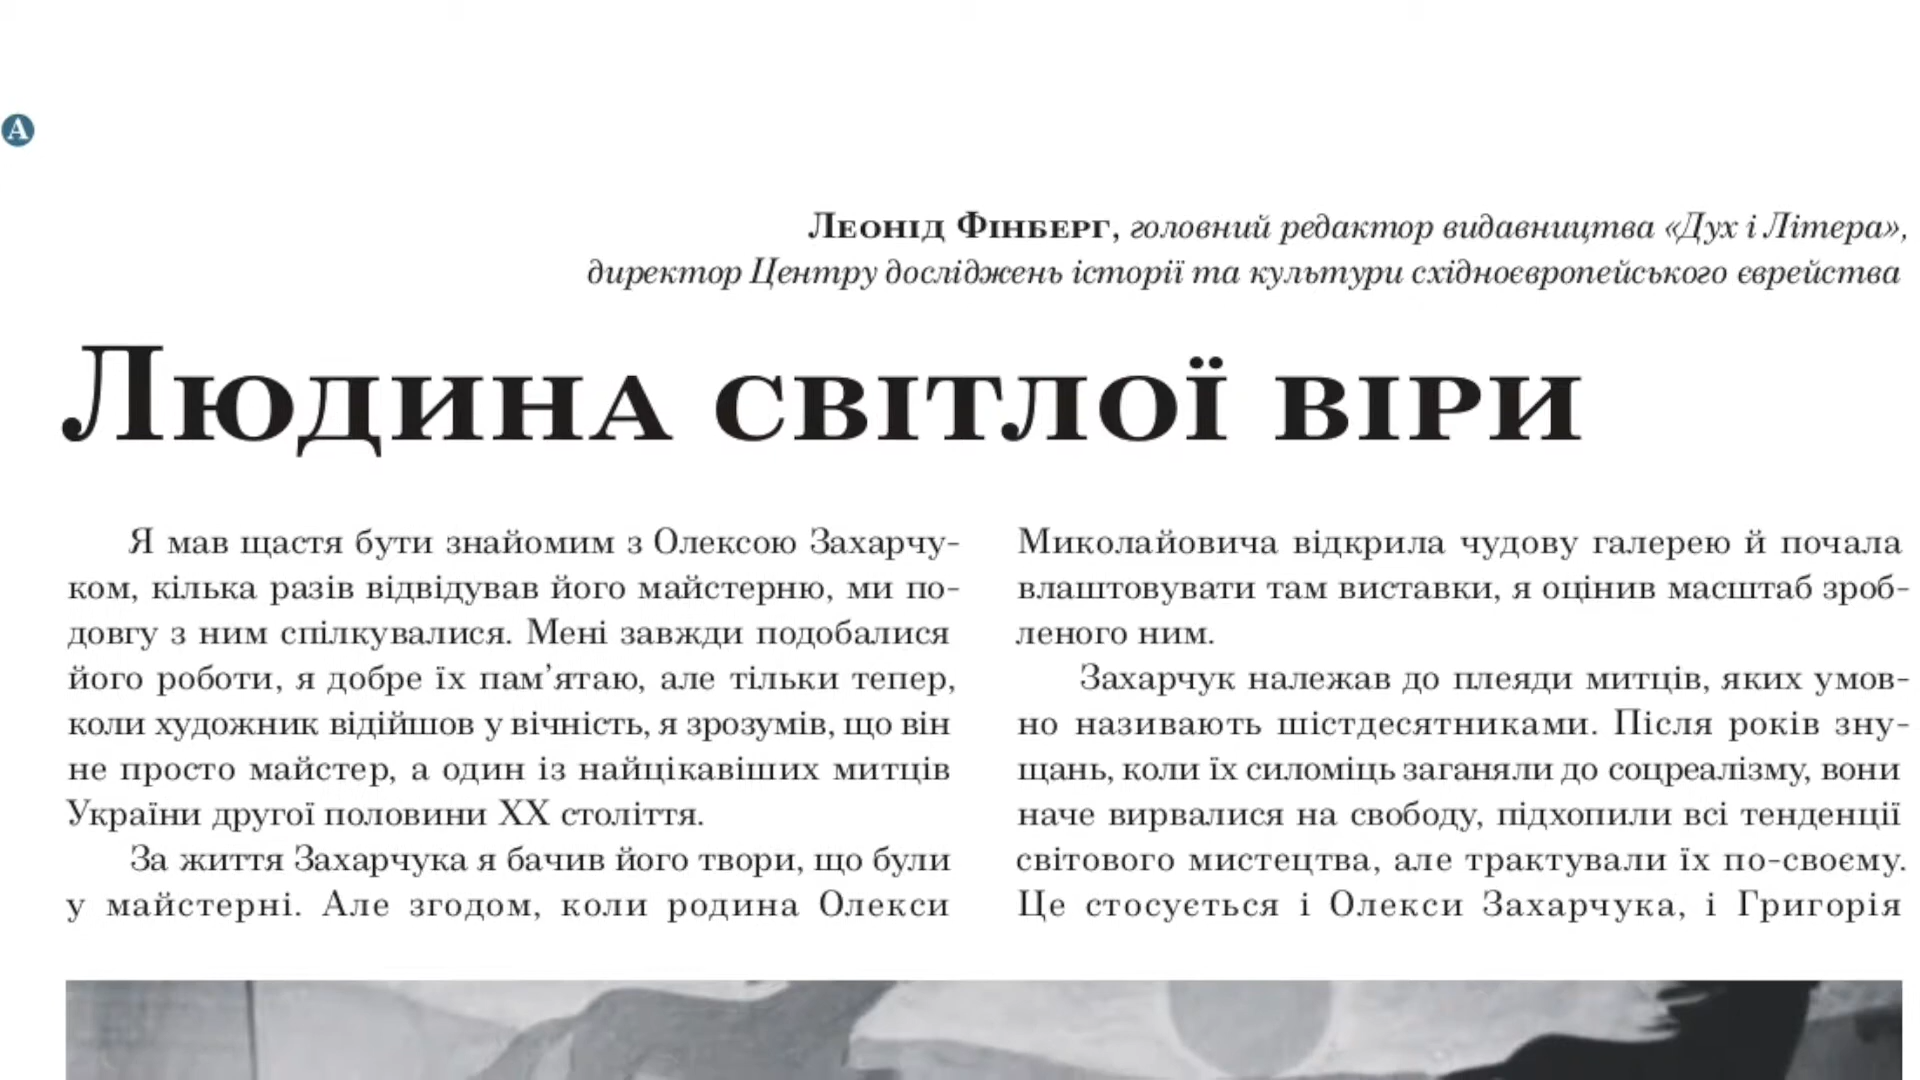 А
Леонід Фінберг, головний редактор видавництва «Дух і Літера»,
директор Центру досліджень історії та культури східноєвропейського єврейства
Людина світлої віри
Я мав щастя бути знайомим з Олексою Захарчу-
ком, кілька разів відвідував його майстерню, ми по-
довгу з ним спілкувалися. Мені завжди подобалися
його роботи, я добре їх пам’ятаю, але тільки тепер,
коли художник відійшов у вічність, я зрозумів, що він
не просто майстер, а один із найцікавіших митців
України другої половини ХХ століття.
За життя Захарчука я бачив його твори, що були
у майстерні. Але згодом, коли родина Олекси
Миколайовича відкрила чудову галерею й почала
влаштовувати там виставки, я оцінив масштаб зроб-
леного ним.
Захарчук належав до плеяди митців, яких умов-
но називають шістдесятниками. Після років зну-
щань, коли їх силоміць заганяли до соцреалізму, вони
наче вирвалися на свободу, підхопили всі тенденції
світового мистецтва, але трактували їх по-своєму.
Це стосується і Олекси Захарчука, і Григорія